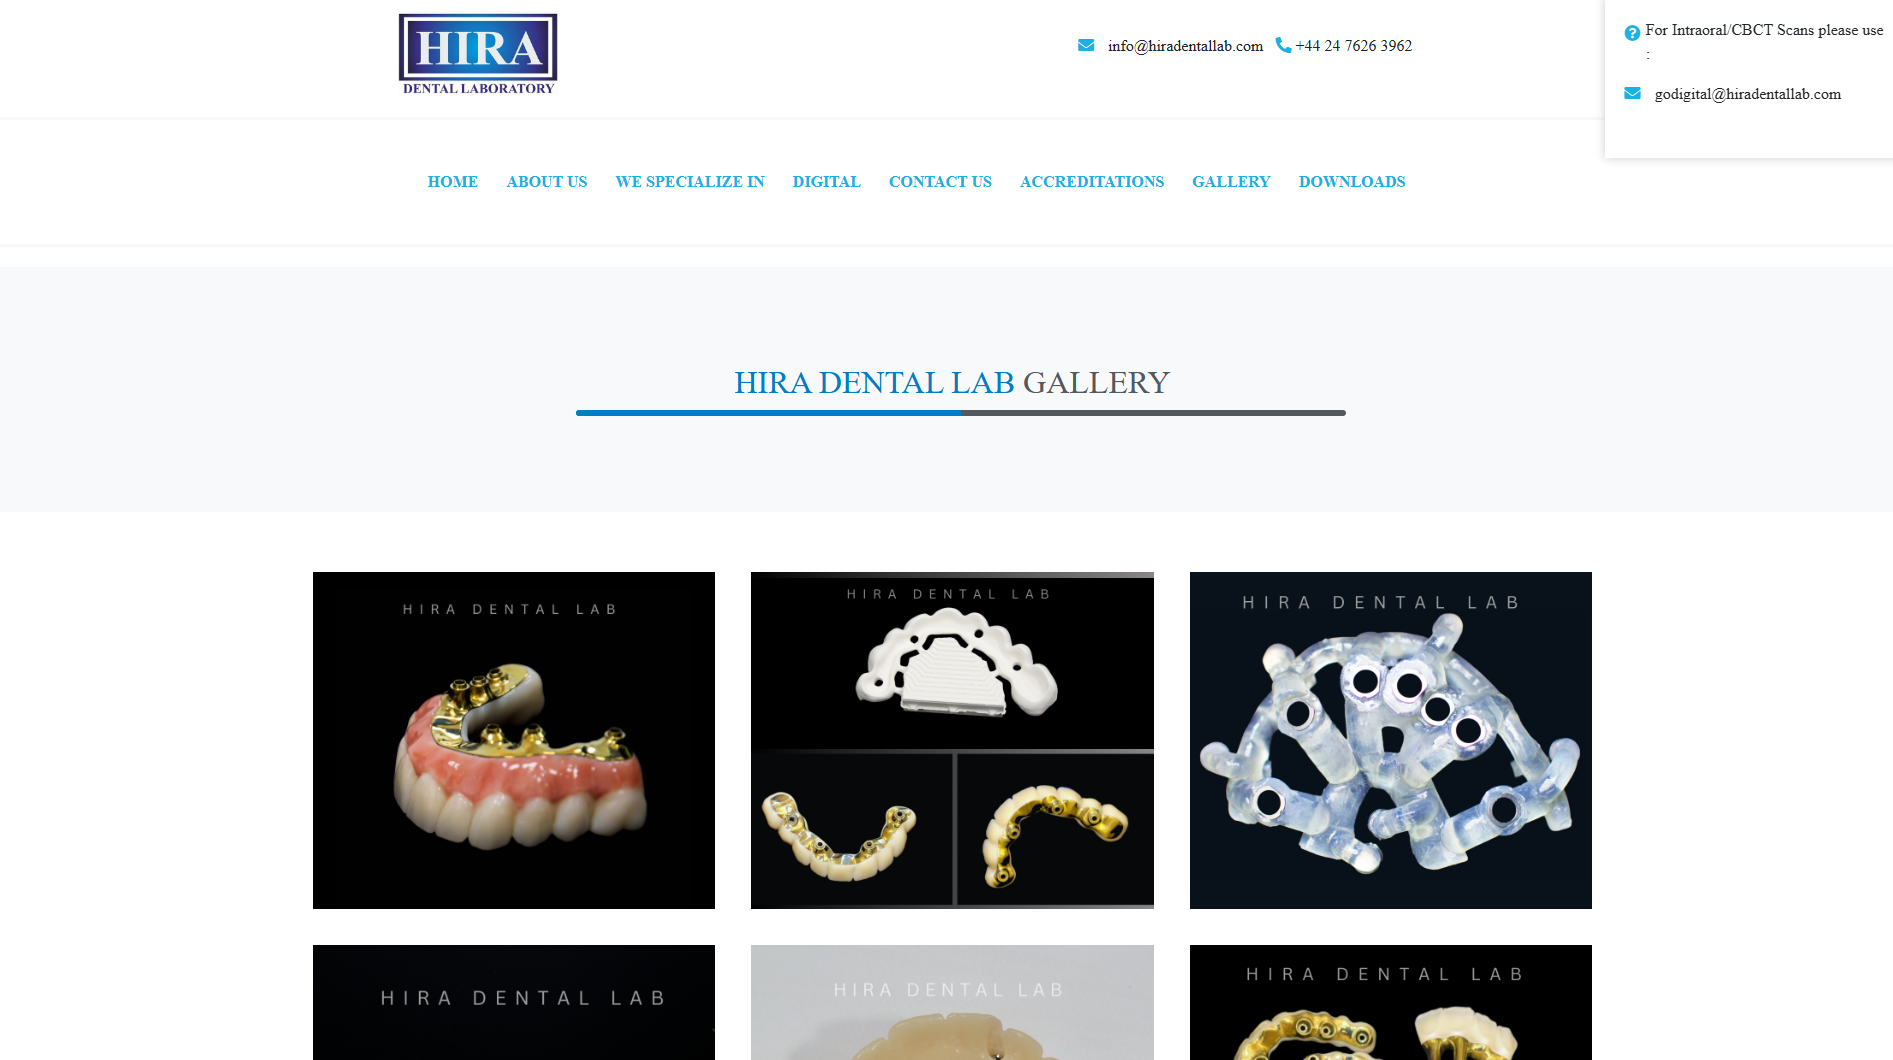 HIRA
DENTAL LABORATORY
info@hiradentallab.com +44 24 7626 3962
For Intraoral/CBCT Scans please use
:
godigital@hiradentallab.com
HOME ABOUT US WE SPECIALIZE IN DIGITAL CONTACT US ACCREDITATIONS GALLERY DOWNLOADS
HIRA DENTAL LAB GALLERY
HIRA DENTAL LAB
HIRA DENTAL LAB
HIRA DENTAL LAB
HIRA DENTAL LAB
HIRA DENTAL LAB
HIRA DENTAL LAB